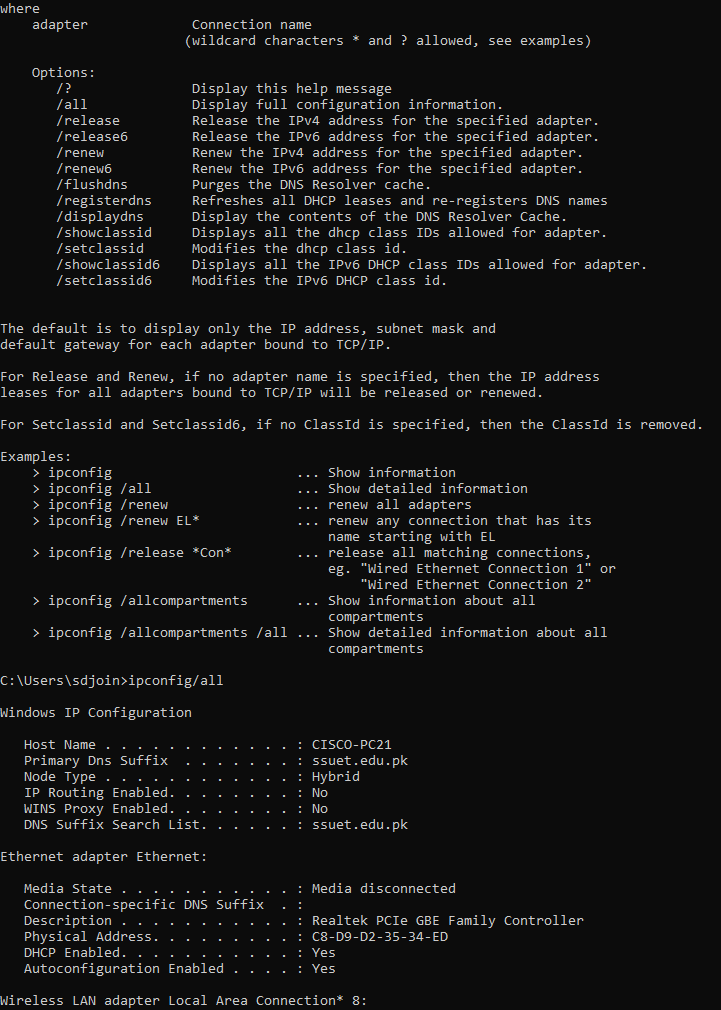 where
    adapter             Connection name
                       (wildcard characters * and ? allowed, see examples)

    Options:
       /?               Display this help message
       /all             Display full configuration information.
       /release         Release the IPv4 address for the specified adapter.
       /release6        Release the IPv6 address for the specified adapter.
       /renew           Renew the IPv4 address for the specified adapter.
       /renew6          Renew the IPv6 address for the specified adapter.
       /flushdns        Purges the DNS Resolver cache.
       /registerdns     Refreshes all DHCP leases and re-registers DNS names
       /displaydns      Display the contents of the DNS Resolver Cache.
       /showclassid     Displays all the dhcp class IDs allowed for adapter.
       /setclassid      Modifies the dhcp class id.
       /showclassid6    Displays all the IPv6 DHCP class IDs allowed for adapter.
       /setclassid6     Modifies the IPv6 DHCP class id.


The default is to display only the IP address, subnet mask and
default gateway for each adapter bound to TCP/IP.

For Release and Renew, if no adapter name is specified, then the IP address
leases for all adapters bound to TCP/IP will be released or renewed.

For Setclassid and Setclassid6, if no ClassId is specified, then the ClassId is removed.

Examples:
    > ipconfig                       ... Show information
    > ipconfig /all                  ... Show detailed information
    > ipconfig /renew                ... renew all adapters
    > ipconfig /renew EL*            ... renew any connection that has its
                                         name starting with EL
    > ipconfig /release *Con*        ... release all matching connections,
                                         eg. "Wired Ethernet Connection 1" or
                                             "Wired Ethernet Connection 2"
    > ipconfig /allcompartments      ... Show information about all
                                         compartments
    > ipconfig /allcompartments /all ... Show detailed information about all
                                         compartments

C:\Users\sdjoin>ipconfig/all

Windows IP Configuration

   Host Name . . . . . . . . . . . . : CISCO-PC21
   Primary Dns Suffix  . . . . . . . : ssuet.edu.pk
   Node Type . . . . . . . . . . . . : Hybrid
   IP Routing Enabled. . . . . . . . : No
   WINS Proxy Enabled. . . . . . . . : No
   DNS Suffix Search List. . . . . . : ssuet.edu.pk

Ethernet adapter Ethernet:

   Media State . . . . . . . . . . . : Media disconnected
   Connection-specific DNS Suffix  . :
   Description . . . . . . . . . . . : Realtek PCIe GBE Family Controller
   Physical Address. . . . . . . . . : C8-D9-D2-35-34-ED
   DHCP Enabled. . . . . . . . . . . : Yes
   Autoconfiguration Enabled . . . . : Yes

Wireless LAN adapter Local Area Connection* 8: